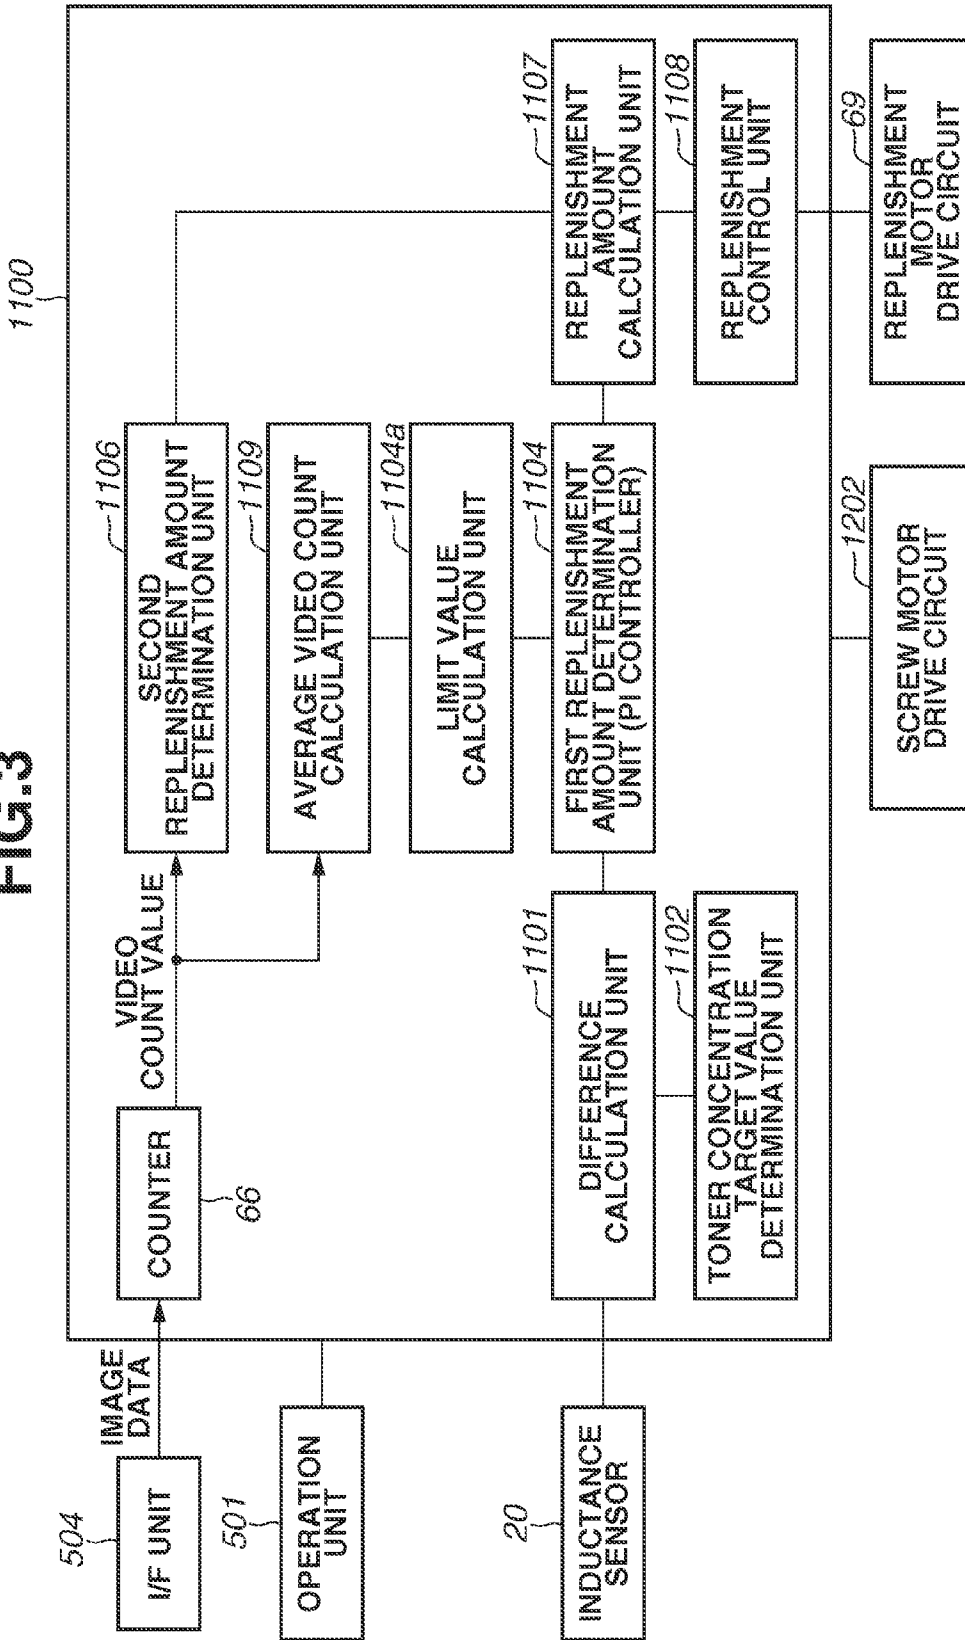 FIG.3
1100
504
I/F UNIT
IMAGE
DATA
COUNTER
66
VIDEO
COUNT VALUE
SECOND
REPLENISHMENT AMOUNT
DETERMINATION UNIT
1106
501
OPERATION
UNIT
AVERAGE VIDEO COUNT
CALCULATION UNIT
1109
LIMIT VALUE
CALCULATION UNIT
1104a
20
INDUCTANCE
SENSOR
DIFFERENCE
CALCULATION UNIT
1101
FIRST REPLENISHMENT
AMOUNT DETERMINATION
UNIT (PI CONTROLLER)
1104
REPLENISHMENT
AMOUNT
CALCULATION UNIT
1107
TONER CONCENTRATION
TARGET VALUE
DETERMINATION UNIT
1102
REPLENISHMENT
CONTROL UNIT
1108
SCREW MOTOR
DRIVE CIRCUIT
1202
REPLENISHMENT
MOTOR
DRIVE CIRCUIT
69